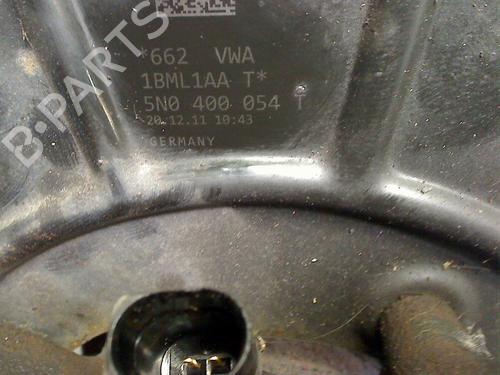 *662 VWA
1BML1AA T*
5N0 400 054 T
20.12.11 10:43
GERMANY
B-PARTS